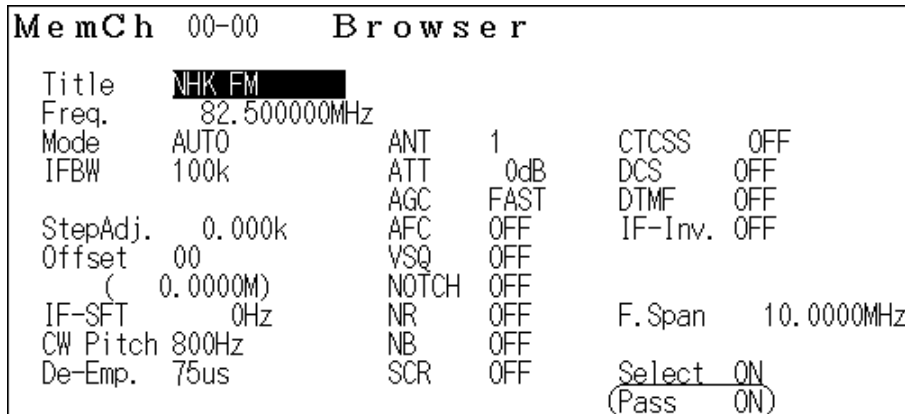 MemCh 00-00 Browser
Title NHK FM
Freq. 82.500000MHz
Mode AUTO ANT 1 CTCSS OFF
IFBW 100k ATT 0dB DCS OFF
AGC FAST DTMF OFF
StepAdj. 0.000k AFC OFF IF-Inv. OFF
Offset 00 VSQ OFF
( 0.0000M) NOTCH OFF
IF-SFT 0Hz NR OFF F.Span 10.0000MHz
CW Pitch 800Hz NB OFF
De-Emp. 75us SCR OFF Select ON
(Pass ON)